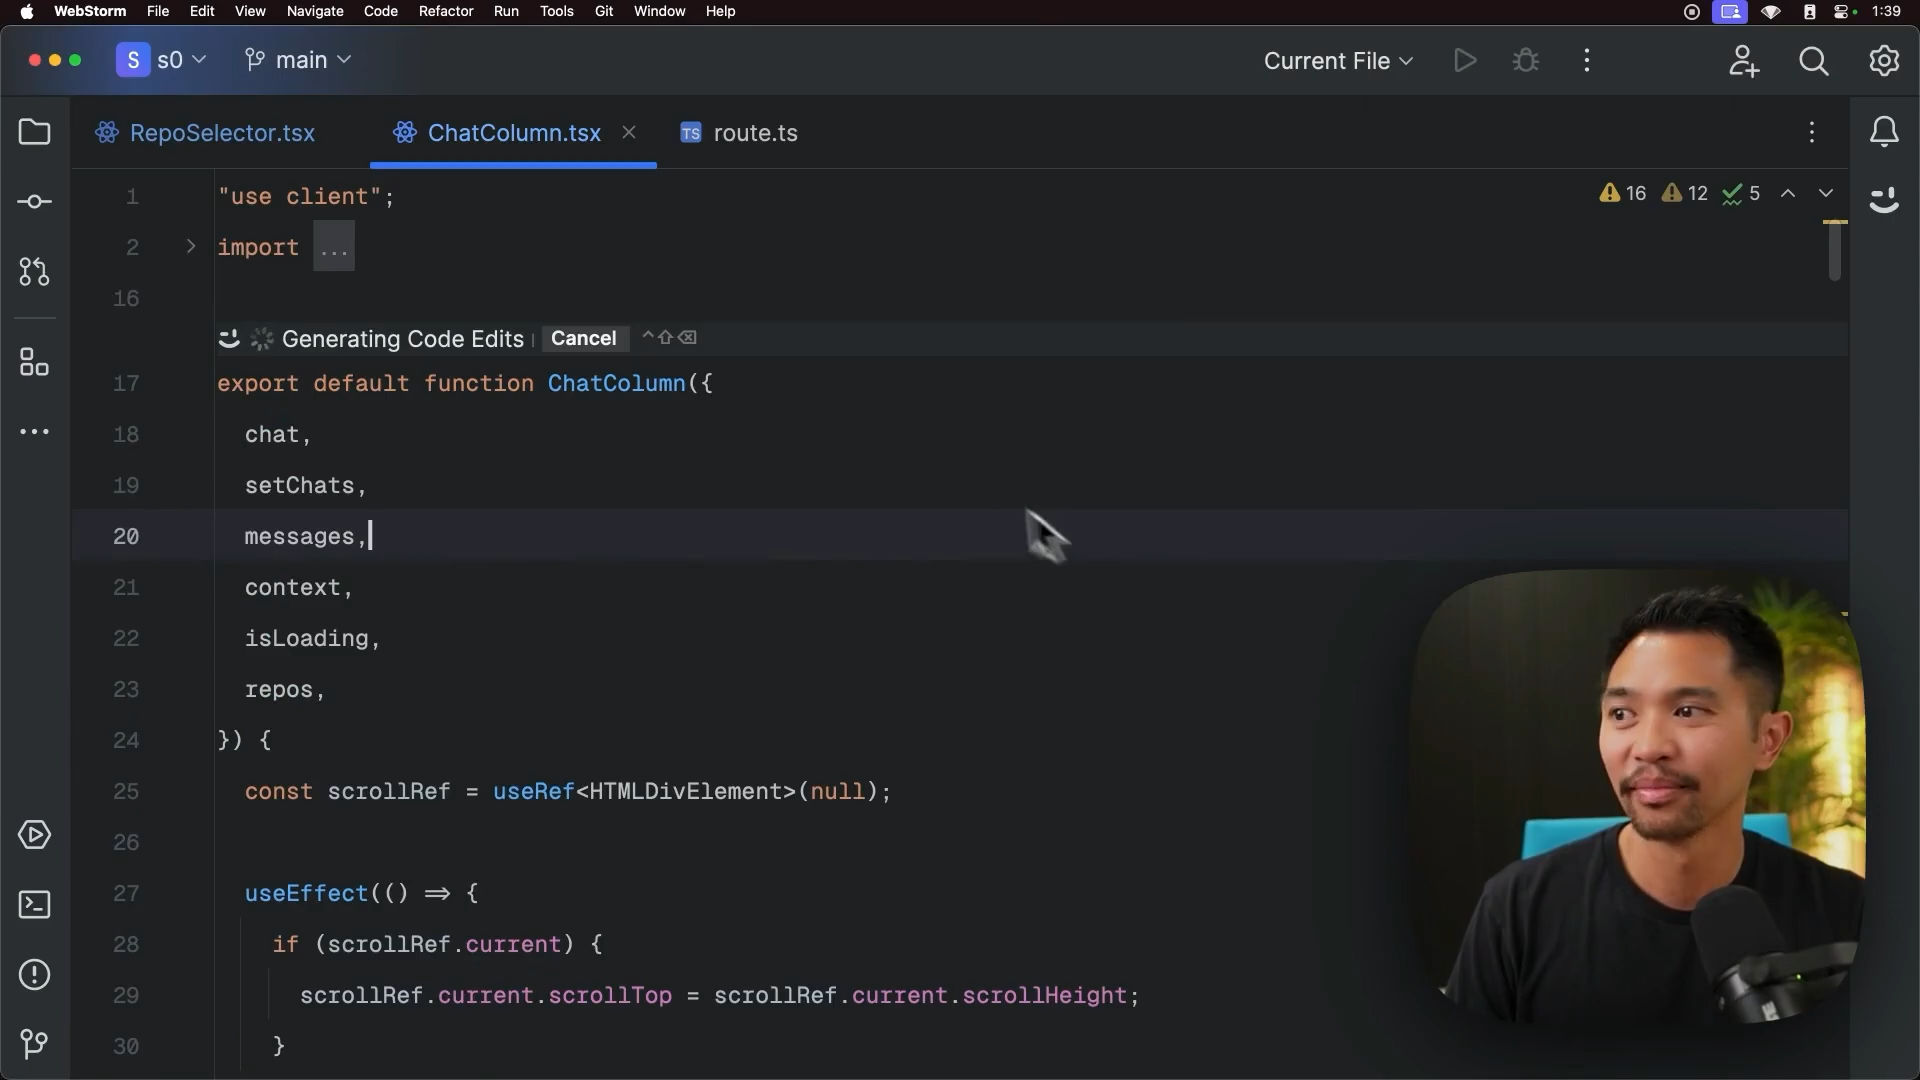 WebStorm File Edit View Navigate Code Refactor Run Tools Git Window Help 1:39
S s0 main Current File
RepoSelector.tsx ChatColumn.tsx TS route.ts
1 "use client";
16 12 5
2 import ...
16
Generating Code Edits Cancel
17 export default function ChatColumn({
18 chat,
19 setChats,
20 messages,
21 context,
22 isLoading,
23 repos,
24 }) {
25 const scrollRef = useRef<HTMLDivElement>(null);
26
27 useEffect(() => {
28 if (scrollRef.current) {
29 scrollRef.current.scrollTop = scrollRef.current.scrollHeight;
30 }